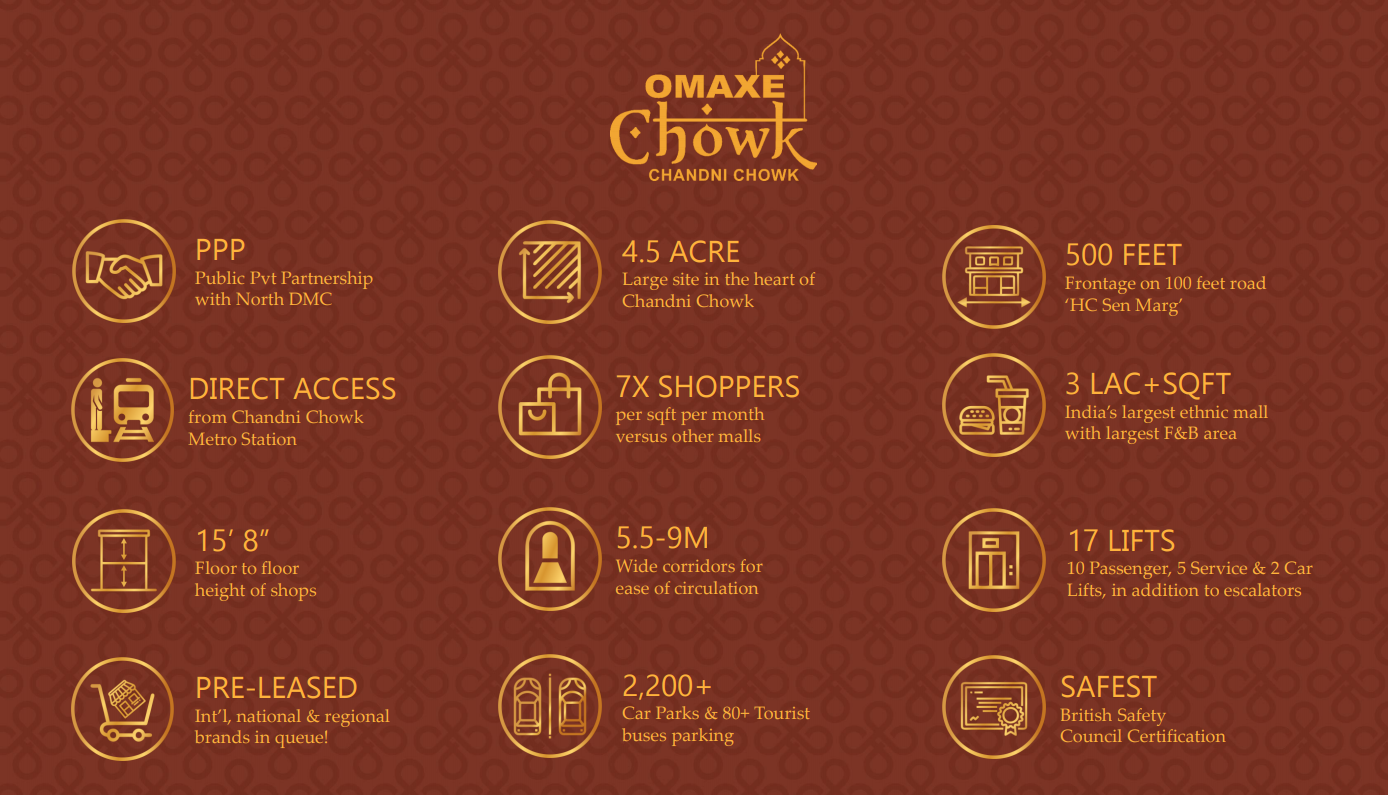 OMAXE
Chowk
CHANDNI CHOWK
PPP
Public Pvt Partnership
with North DMC
4.5 ACRE
Large site in the heart of
Chandni Chowk
500 FEET
Frontage on 100 feet road
‘HC Sen Marg’
DIRECT ACCESS
from Chandni Chowk
Metro Station
7X SHOPPERS
per sqft per month
versus other malls
3 LAC+SQFT
India’s largest ethnic mall
with largest F&B area
15’ 8”
Floor to floor
height of shops
5.5-9M
Wide corridors for
ease of circulation
17 LIFTS
10 Passenger, 5 Service & 2 Car
Lifts, in addition to escalators
PRE-LEASED
Int’l, national & regional
brands in queue!
2,200+
Car Parks & 80+ Tourist
buses parking
SAFEST
British Safety
Council Certification